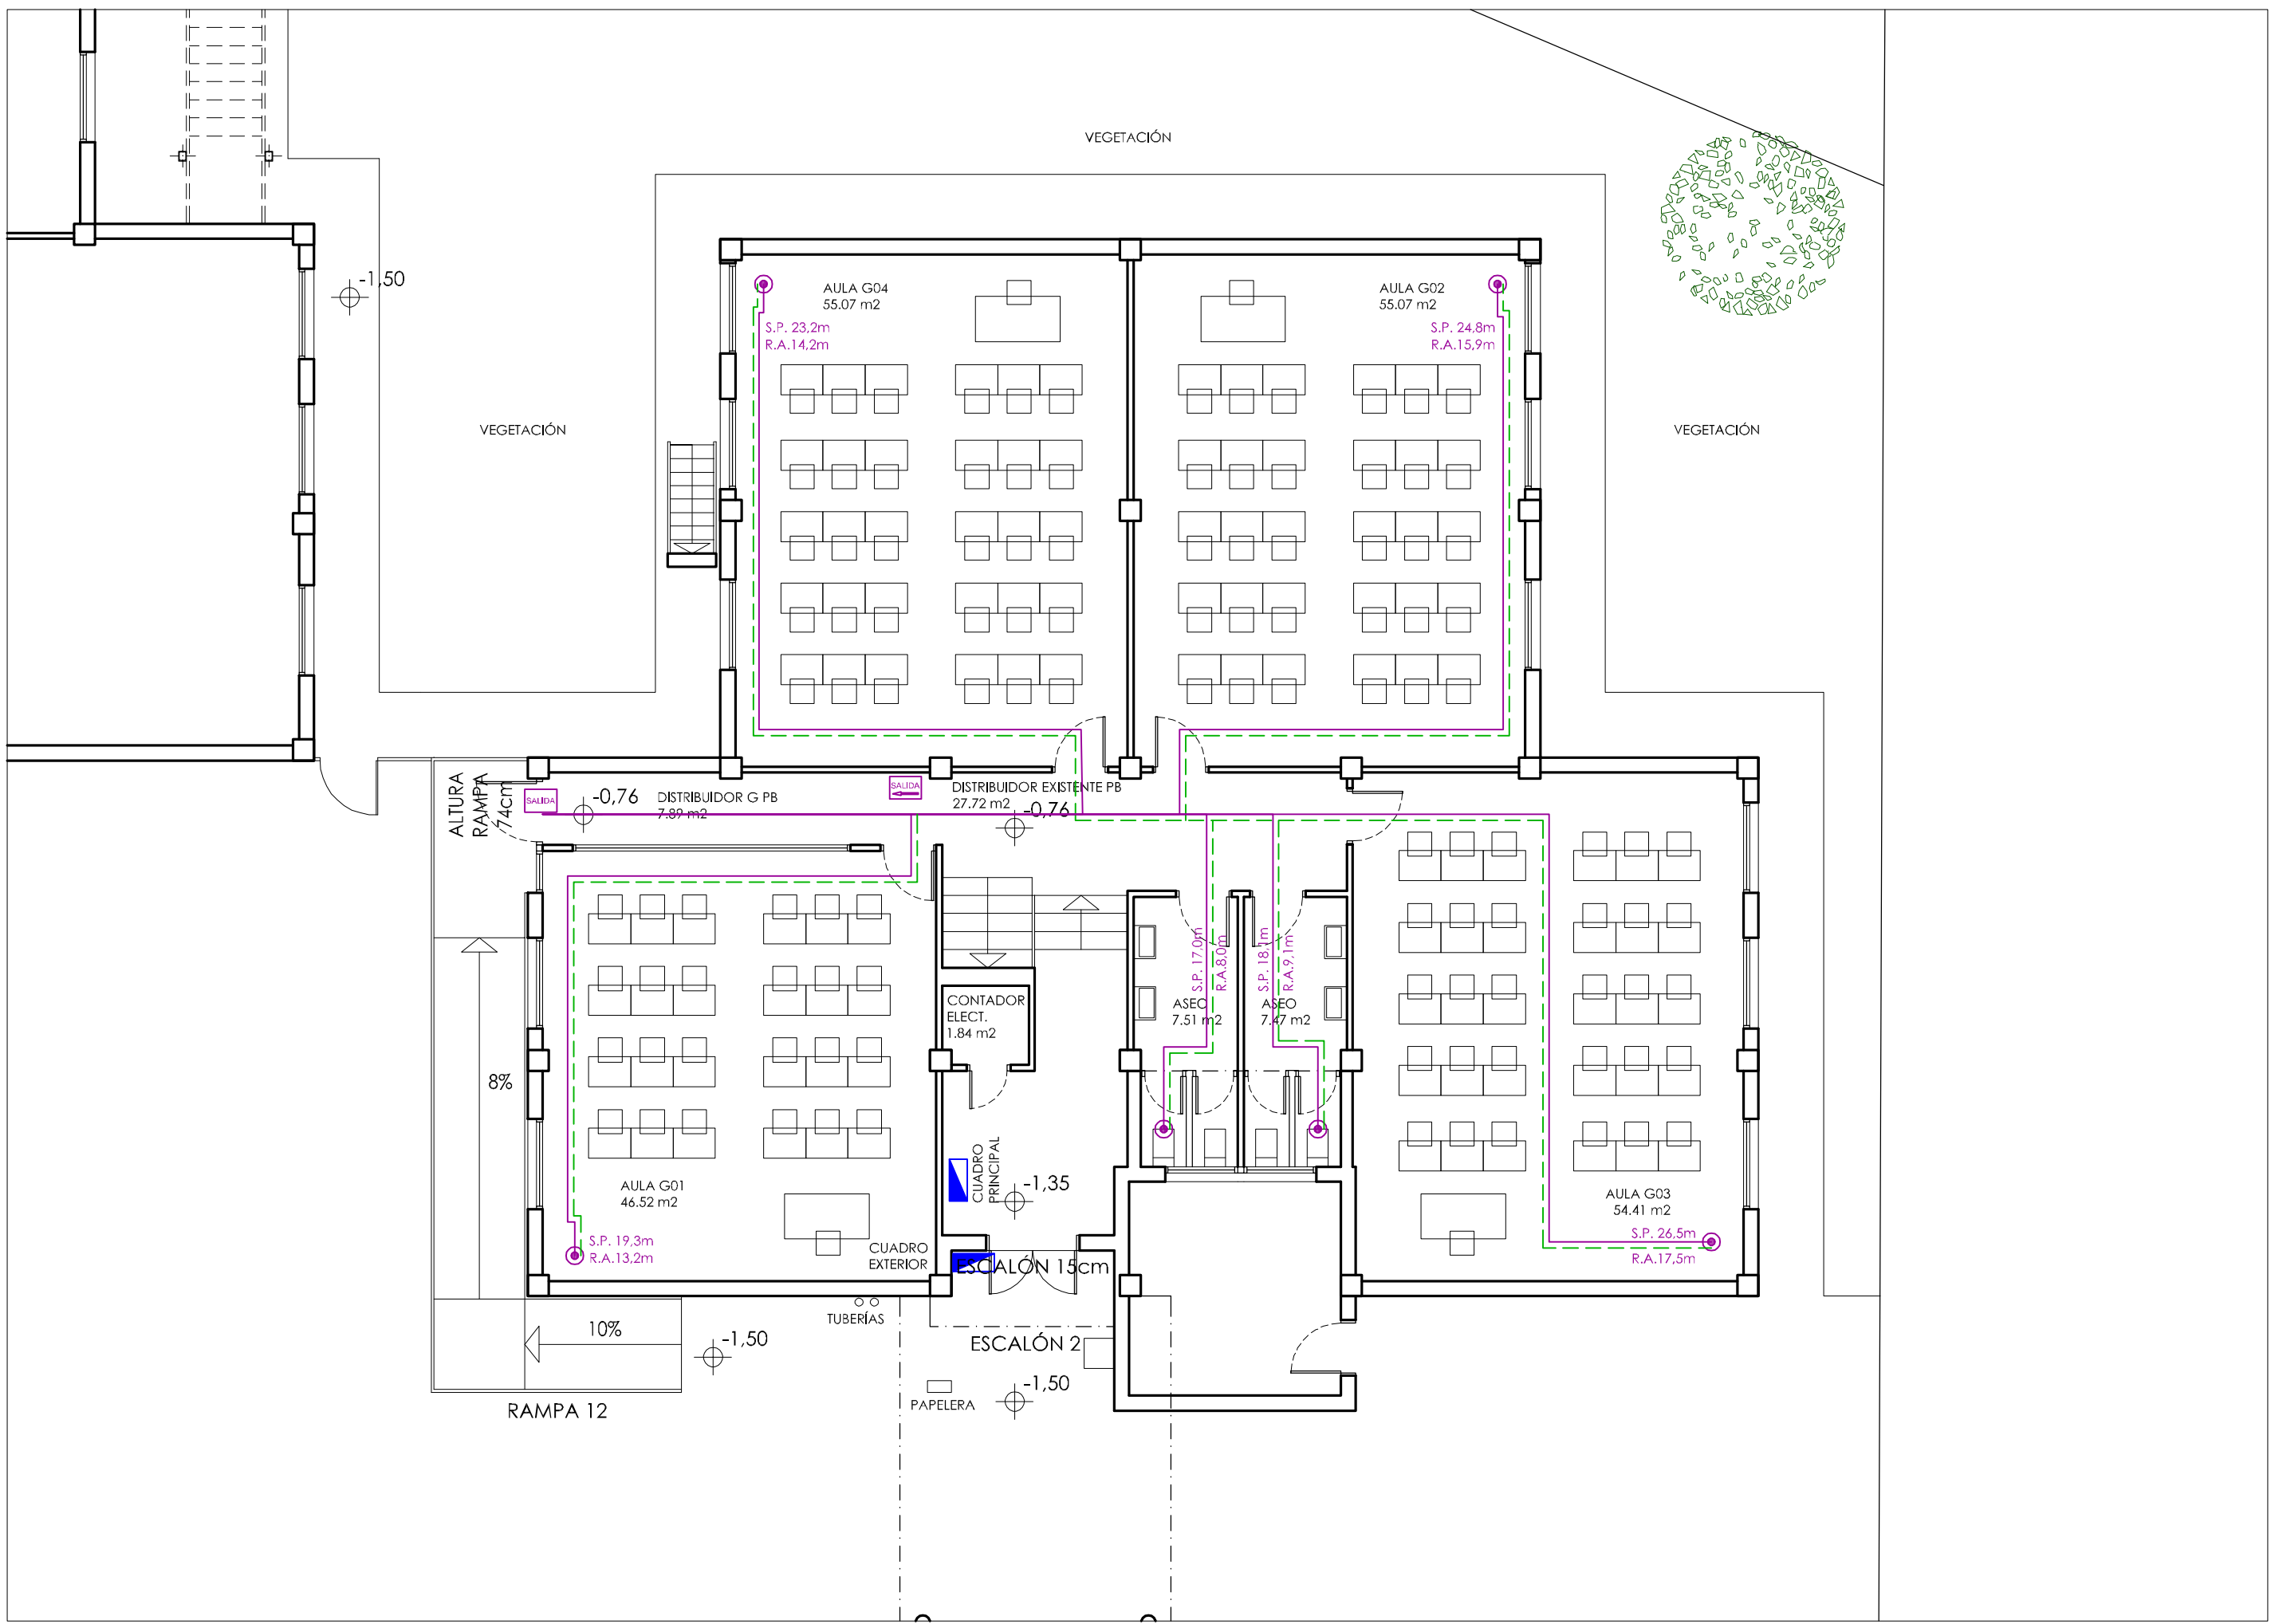 VEGETACIÓN
-1,50
AULA G04
55.07 m2
S.P. 23,2m
R.A.14,2m
AULA G02
55.07 m2
S.P. 24,8m
R.A.15,9m
VEGETACIÓN
VEGETACIÓN
ALTURA
RAMPA
74cm
SALIDA
-0,76
DISTRIBUIDOR G PB
7.89 m2
SALIDA
DISTRIBUIDOR EXISTENTE PB
27.72 m2
-0,76
S.P. 17,0m
R.A.8,0m
S.P. 18,1m
R.A.9,1m
CONTADOR
ELECT.
1.84 m2
ASEO
7.51 m2
ASEO
7.47 m2
8%
CUADRO
PRINCIPAL
-1,35
AULA G01
46.52 m2
S.P. 19,3m
R.A.13,2m
AULA G03
54.41 m2
S.P. 26,5m
R.A.17,5m
CUADRO
EXTERIOR
ESCALÓN 15cm
TUBERÍAS
10%
-1,50
ESCALÓN 2
-1,50
PAPELERA
RAMPA 12